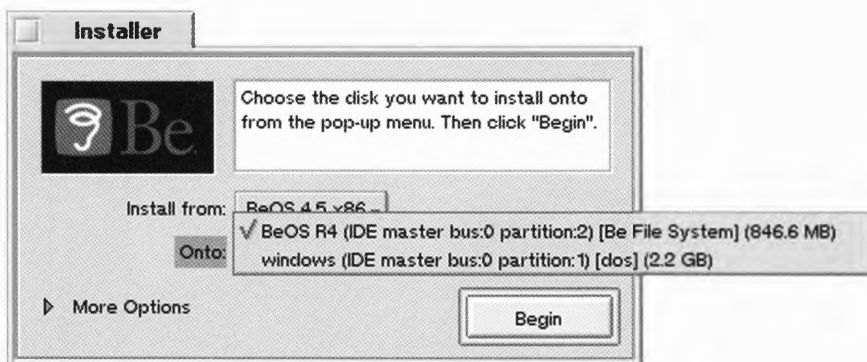 Installer
Be
Choose the disk you want to install onto
from the pop-up menu. Then click "Begin".
Install from: BeOS 4.5 x86
Onto:
✓ BeOS R4 (IDE master bus:0 partition:2) [Be File System] (846.6 MB)
windows (IDE master bus:0 partition:1) [dos] (2.2 GB)
More Options
Begin